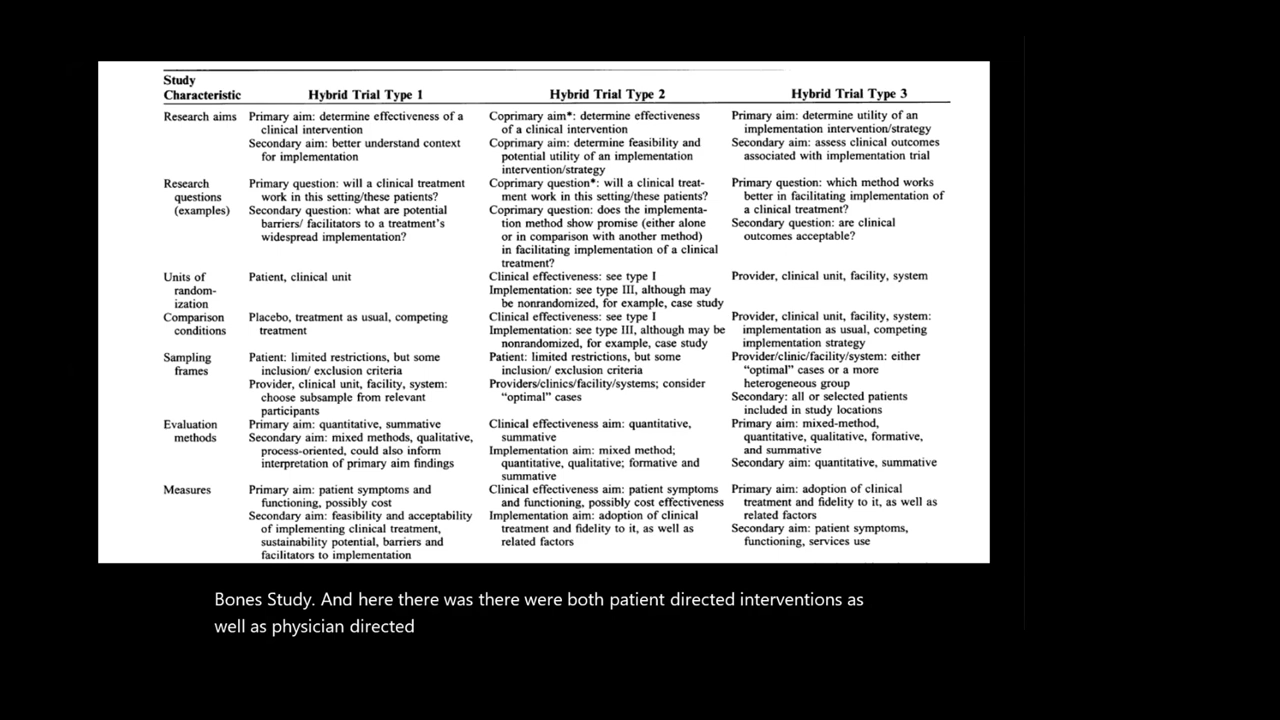 Study
Characteristic
Hybrid Trial Type 1
Hybrid Trial Type 2
Hybrid Trial Type 3
Research aims
Primary aim: determine effectiveness of a
clinical intervention
Secondary aim: better understand context
for implementation
Coprimary aim*: determine effectiveness
of a clinical intervention
Coprimary aim: determine feasibility and
potential utility of an implementation
intervention/strategy
Primary aim: determine utility of an
implementation intervention/strategy
Secondary aim: assess clinical outcomes
associated with implementation trial
Research
questions
(examples)
Primary question: will a clinical treatment
work in this setting/these patients?
Secondary question: what are potential
barriers/ facilitators to a treatment's
widespread implementation?
Coprimary question*: will a clinical treat-
ment work in this setting/these patients?
Coprimary question: does the implementa-
tion method show promise (either alone
or in comparison with another method)
in facilitating implementation of a clinical
treatment?
Primary question: which method works
better in facilitating implementation of
a clinical treatment?
Secondary question: are clinical
outcomes acceptable?
Units of
random-
ization
Patient, clinical unit
Clinical effectiveness: see type I
Implementation: see type III, although may
be nonrandomized, for example, case study
Provider, clinical unit, facility, system
Comparison
conditions
Placebo, treatment as usual, competing
treatment
Clinical effectiveness: see type I
Implementation: see type III, although may be
nonrandomized, for example, case study
Provider, clinical unit, facility, system:
implementation as usual, competing
implementation strategy
Sampling
frames
Patient: limited restrictions, but some
inclusion/ exclusion criteria
Provider, clinical unit, facility, system:
choose subsample from relevant
participants
Patient: limited restrictions, but some
inclusion/ exclusion criteria
Providers/clinics/facility/systems; consider
"optimal" cases
Provider/clinic/facility/system: either
"optimal" cases or a more
heterogeneous group
Secondary: all or selected patients
included in study locations
Evaluation
methods
Primary aim: quantitative, summative
Secondary aim: mixed methods, qualitative,
process-oriented, could also inform
interpretation of primary aim findings
Clinical effectiveness aim: quantitative,
summative
Implementation aim: mixed method;
quantitative, qualitative; formative and
summative
Primary aim: mixed-method,
quantitative, qualitative, formative,
and summative
Secondary aim: quantitative, summative
Measures
Primary aim: patient symptoms and
functioning, possibly cost
Secondary aim: feasibility and acceptability
of implementing clinical treatment,
sustainability potential, barriers and
facilitators to implementation
Clinical effectiveness aim: patient symptoms
and functioning, possibly cost effectiveness
Implementation aim: adoption of clinical
treatment and fidelity to it, as well as
related factors
Primary aim: adoption of clinical
treatment and fidelity to it, as well as
related factors
Secondary aim: patient symptoms,
functioning, services use
Bones Study. And here there was there were both patient directed interventions as
well as physician directed